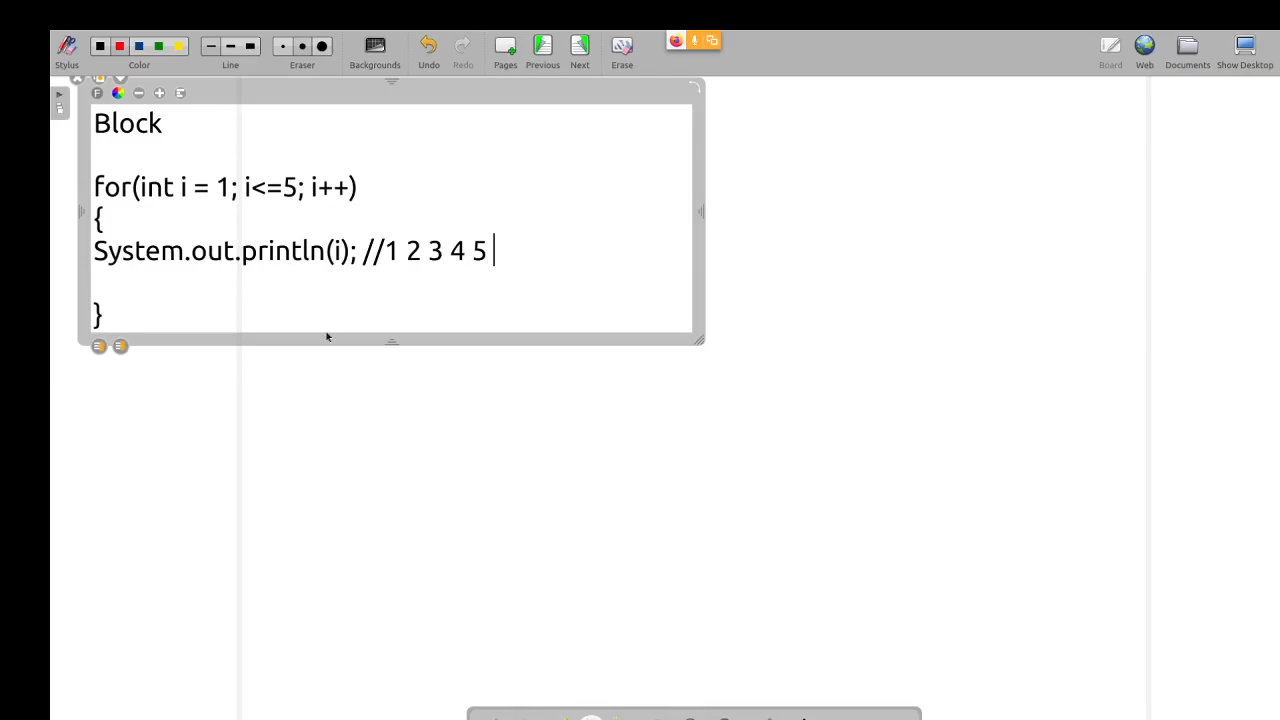 Stylus Color Line Eraser Backgrounds Undo Redo Pages Previous Next Erase Board Web Documents Show Desktop
F
Block
for(int i = 1; i<=5; i++)
{
System.out.println(i); //1 2 3 4 5
}